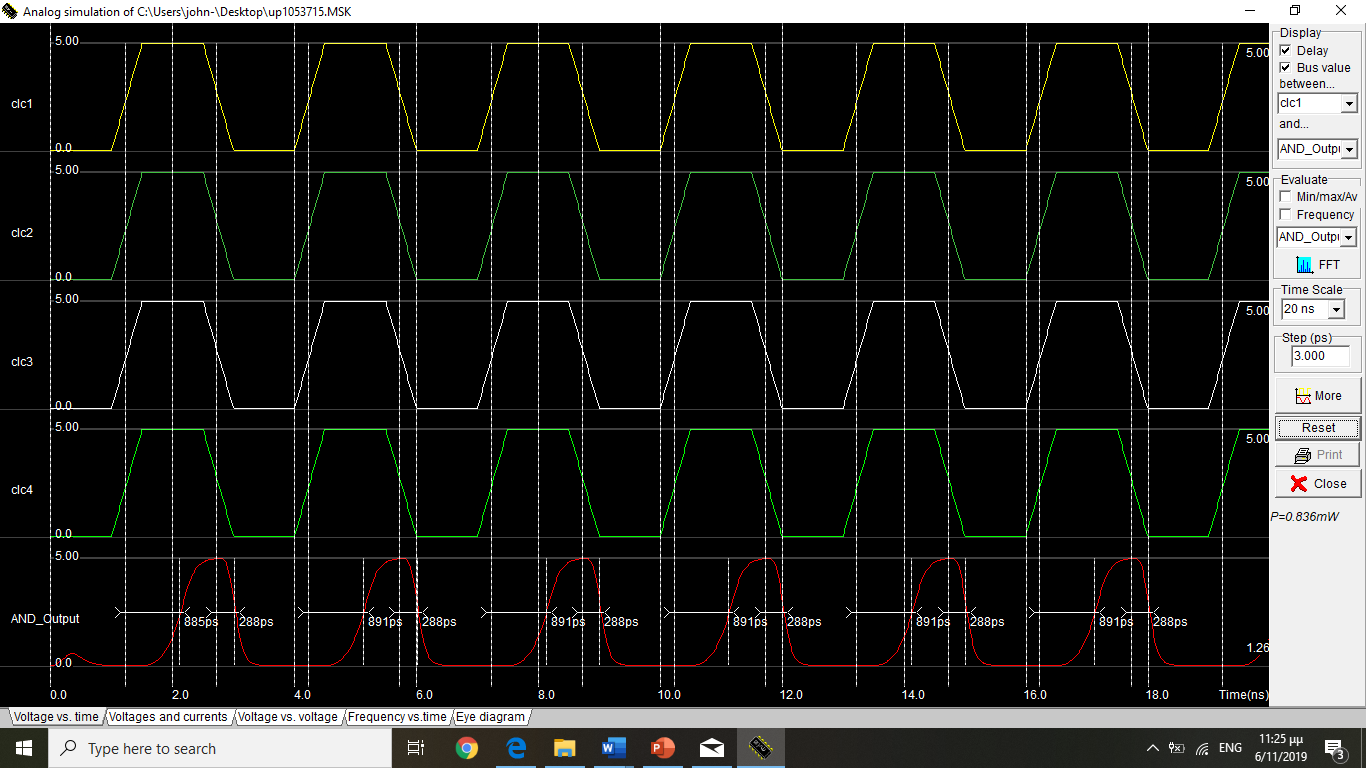 Analog simulation of C:\Users\john-\Desktop\up1053715.MSK
5.00
5.00
clc1
0.0
5.00
5.00
clc2
0.0
5.00
5.00
clc3
0.0
5.00
5.00
clc4
0.0
5.00
AND_Output
885ps 288ps 891ps 288ps 891ps 288ps 891ps 288ps 891ps 288ps 891ps 288ps
1.26
0.0
0.0 2.0 4.0 6.0 8.0 10.0 12.0 14.0 16.0 18.0 Time(ns)
Voltage vs. time Voltages and currents Voltage vs. voltage Frequency vs.time Eye diagram
Display
Delay
Bus value
between...
clc1
and...
AND_Outpu
Evaluate
Min/max/Av
Frequency
AND_Outpu
FFT
Time Scale
20 ns
Step (ps)
3.000
More
Reset
Print
Close
P=0.836mW
Type here to search
ENG
11:25 μμ
6/11/2019
3